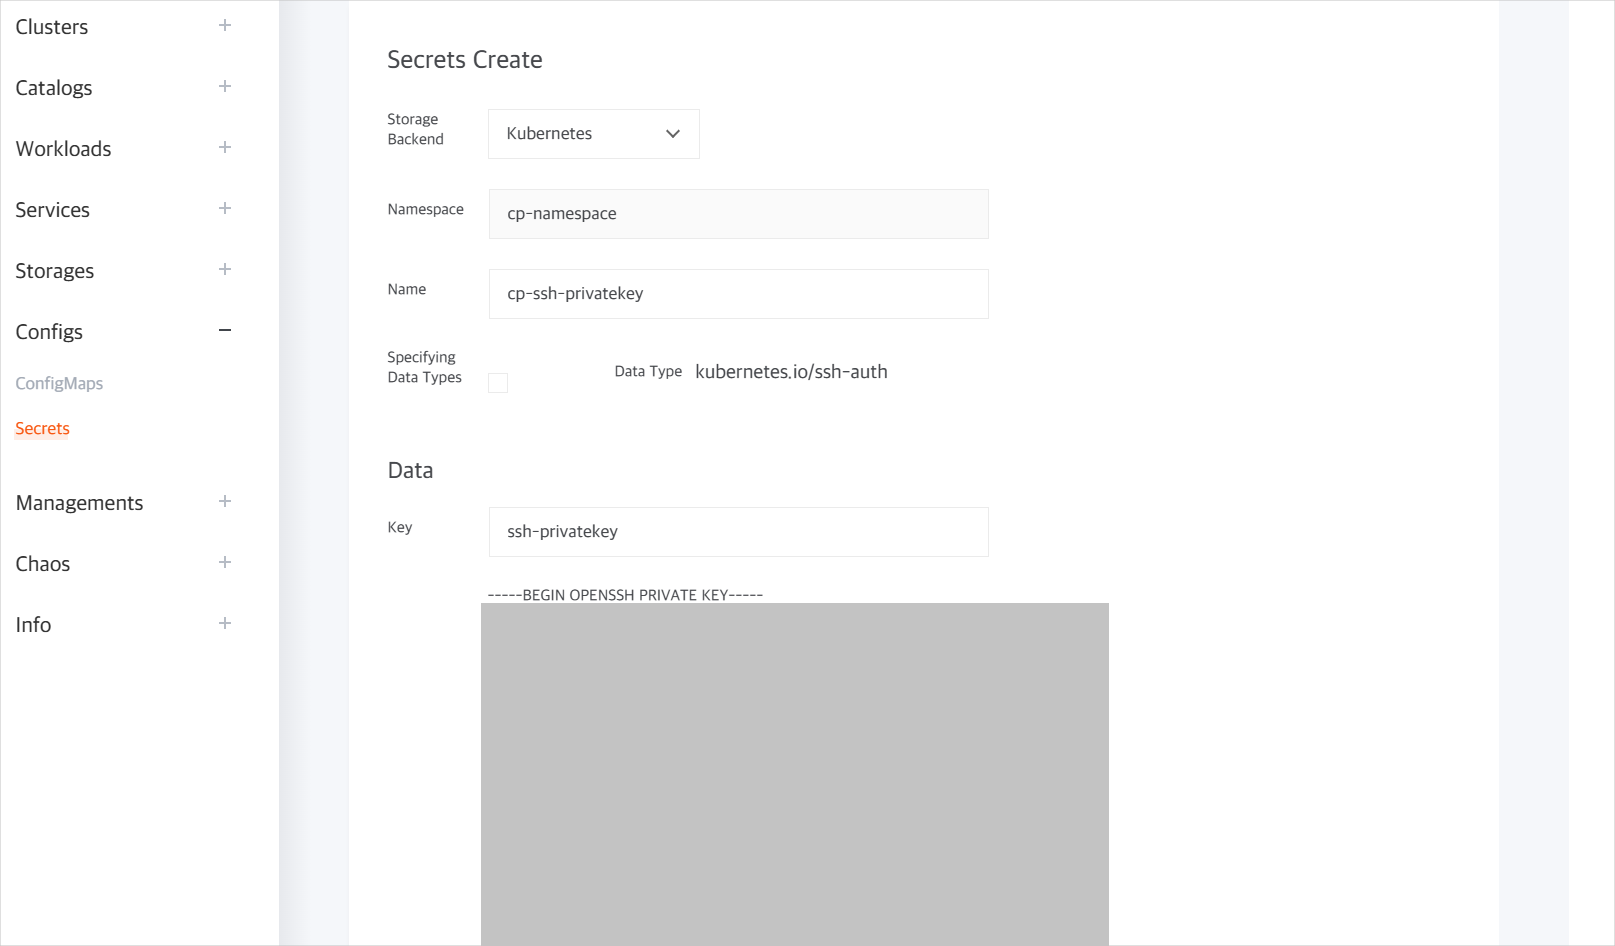 Clusters
Catalogs
Workloads
Services
Storages
Configs
ConfigMaps
Secrets
Managements
Chaos
Info
Secrets Create
Storage
Backend
Kubernetes
Namespace
cp-namespace
Name
cp-ssh-privatekey
Specifying
Data Types
Data Type kubernetes.io/ssh-auth
Data
Key
ssh-privatekey
-----BEGIN OPENSSH PRIVATE KEY-----